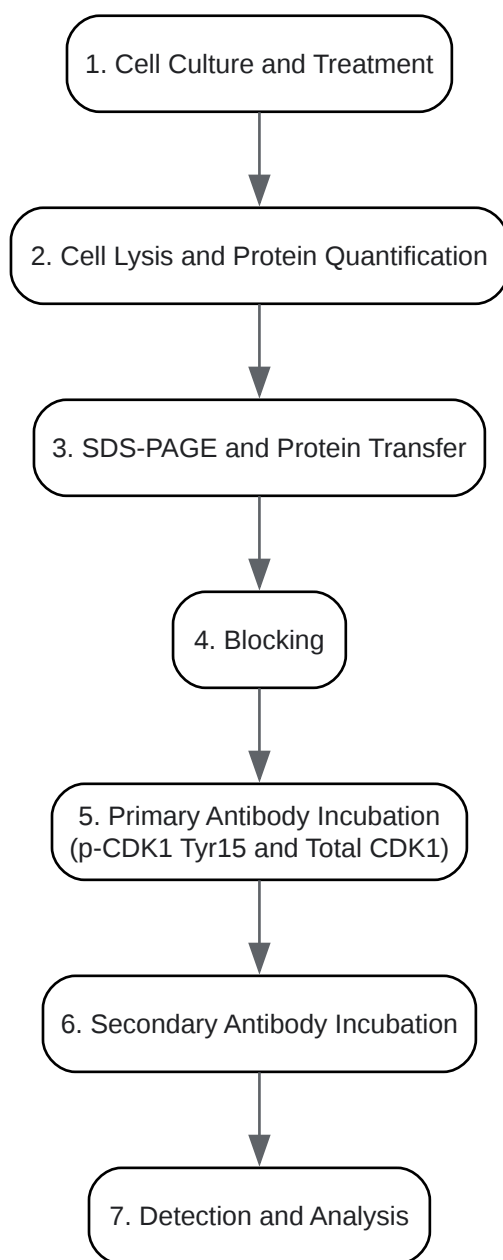 1. Cell Culture and Treatment
2. Cell Lysis and Protein Quantification
3. SDS-PAGE and Protein Transfer
4. Blocking
5. Primary Antibody Incubation
(p-CDK1 Tyr15 and Total CDK1)
6. Secondary Antibody Incubation
7. Detection and Analysis